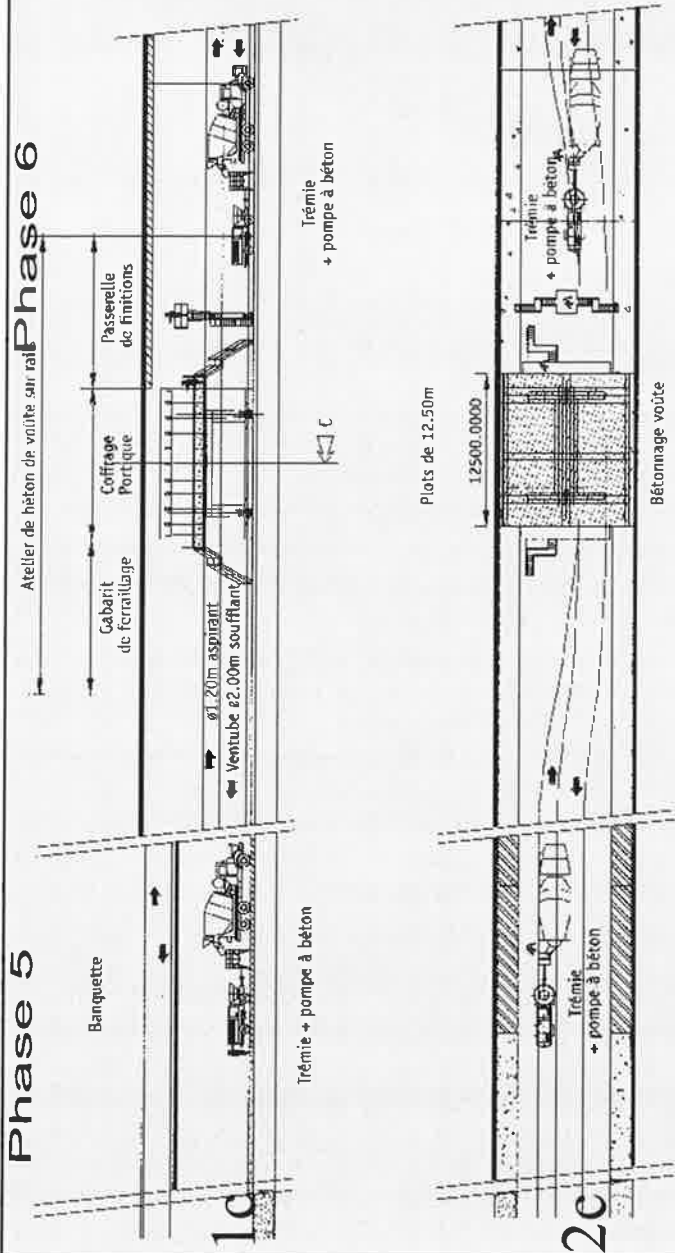 Phase 5
Phase 6
Atelier de béton de voûte sur rail
Gabarit
de ferraillage
Coffrage
Portique
Passerelle
de finitions
Banquette
ø1.20m aspirant
Ventube ø2.00m soufflant
C
Trémie + pompe à béton
Trémie
+ pompe à béton
1c
Plots de 12.50m
12500.0000
Trémie
+ pompe à béton
Trémie
+ pompe à béton
Bétonnage voûte
2c